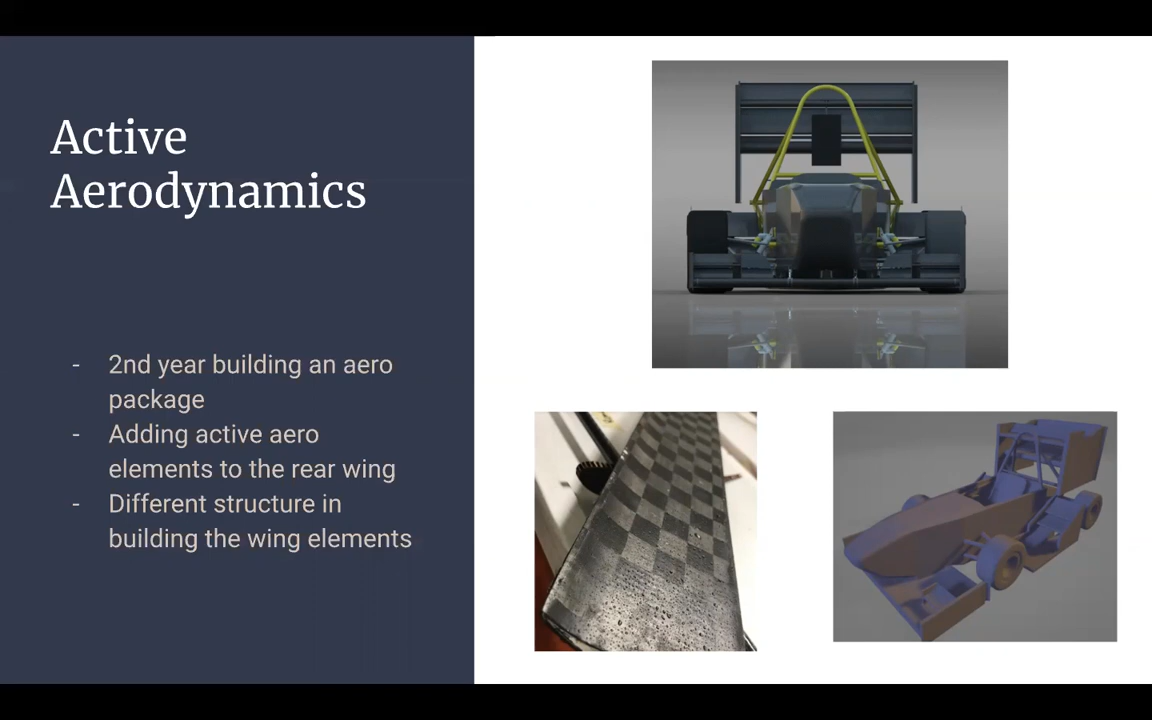 Active
Aerodynamics
- 2nd year building an aero
package
- Adding active aero
elements to the rear wing
- Different structure in
building the wing elements